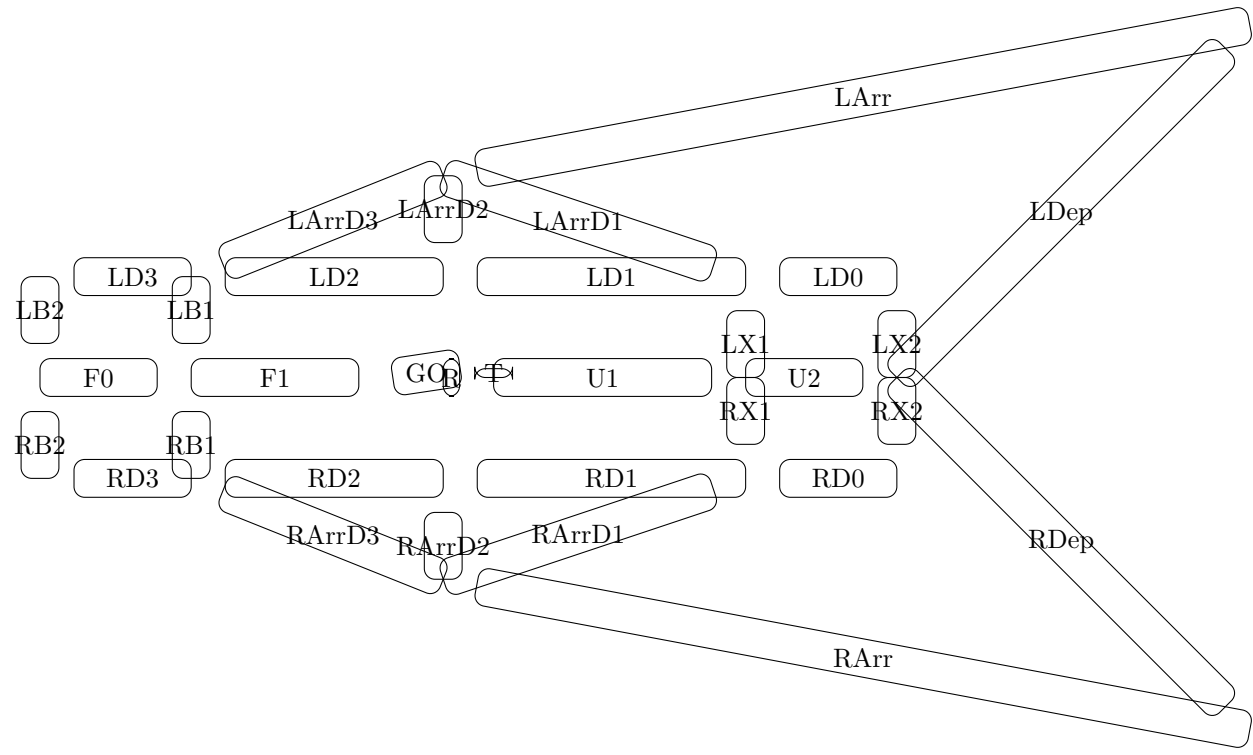 LArr
LArrD3
LArrD2
LArrD1
LDep
LD3
LD2
LD1
LD0
LB2
LB1
LX1
LX2
F0
F1
GO
R
T
U1
U2
RX1
RX2
RB2
RB1
RD3
RD2
RD1
RD0
RArrD3
RArrD2
RArrD1
RDep
RArr